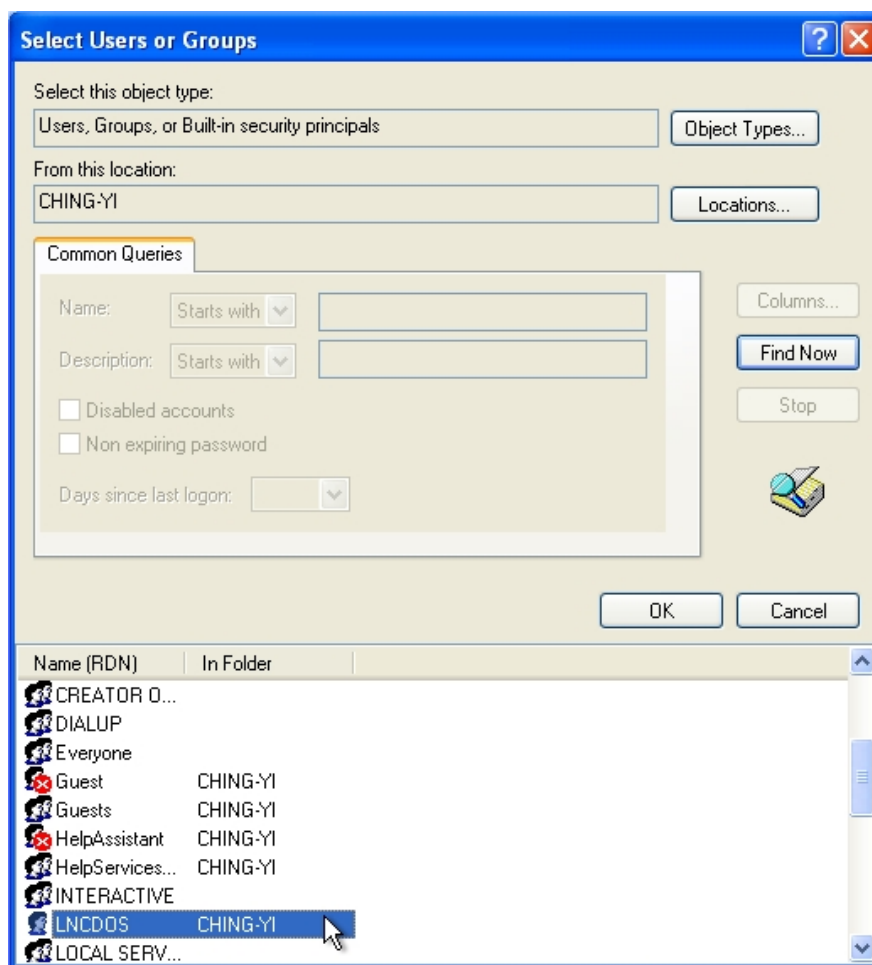 Select Users or Groups
Select this object type:
Users, Groups, or Built-in security principals
Object Types...
From this location:
CHING-YI
Locations...
Common Queries
Name: Starts with
Columns...
Description: Starts with
Find Now
Disabled accounts
Stop
Non expiring password
Days since last logon:
OK Cancel
Name (RDN) In Folder
CREATOR O...
DIALUP
Everyone
Guest CHING-YI
Guests CHING-YI
HelpAssistant CHING-YI
HelpServices... CHING-YI
INTERACTIVE
LNCDOS CHING-YI
LOCAL SERV...